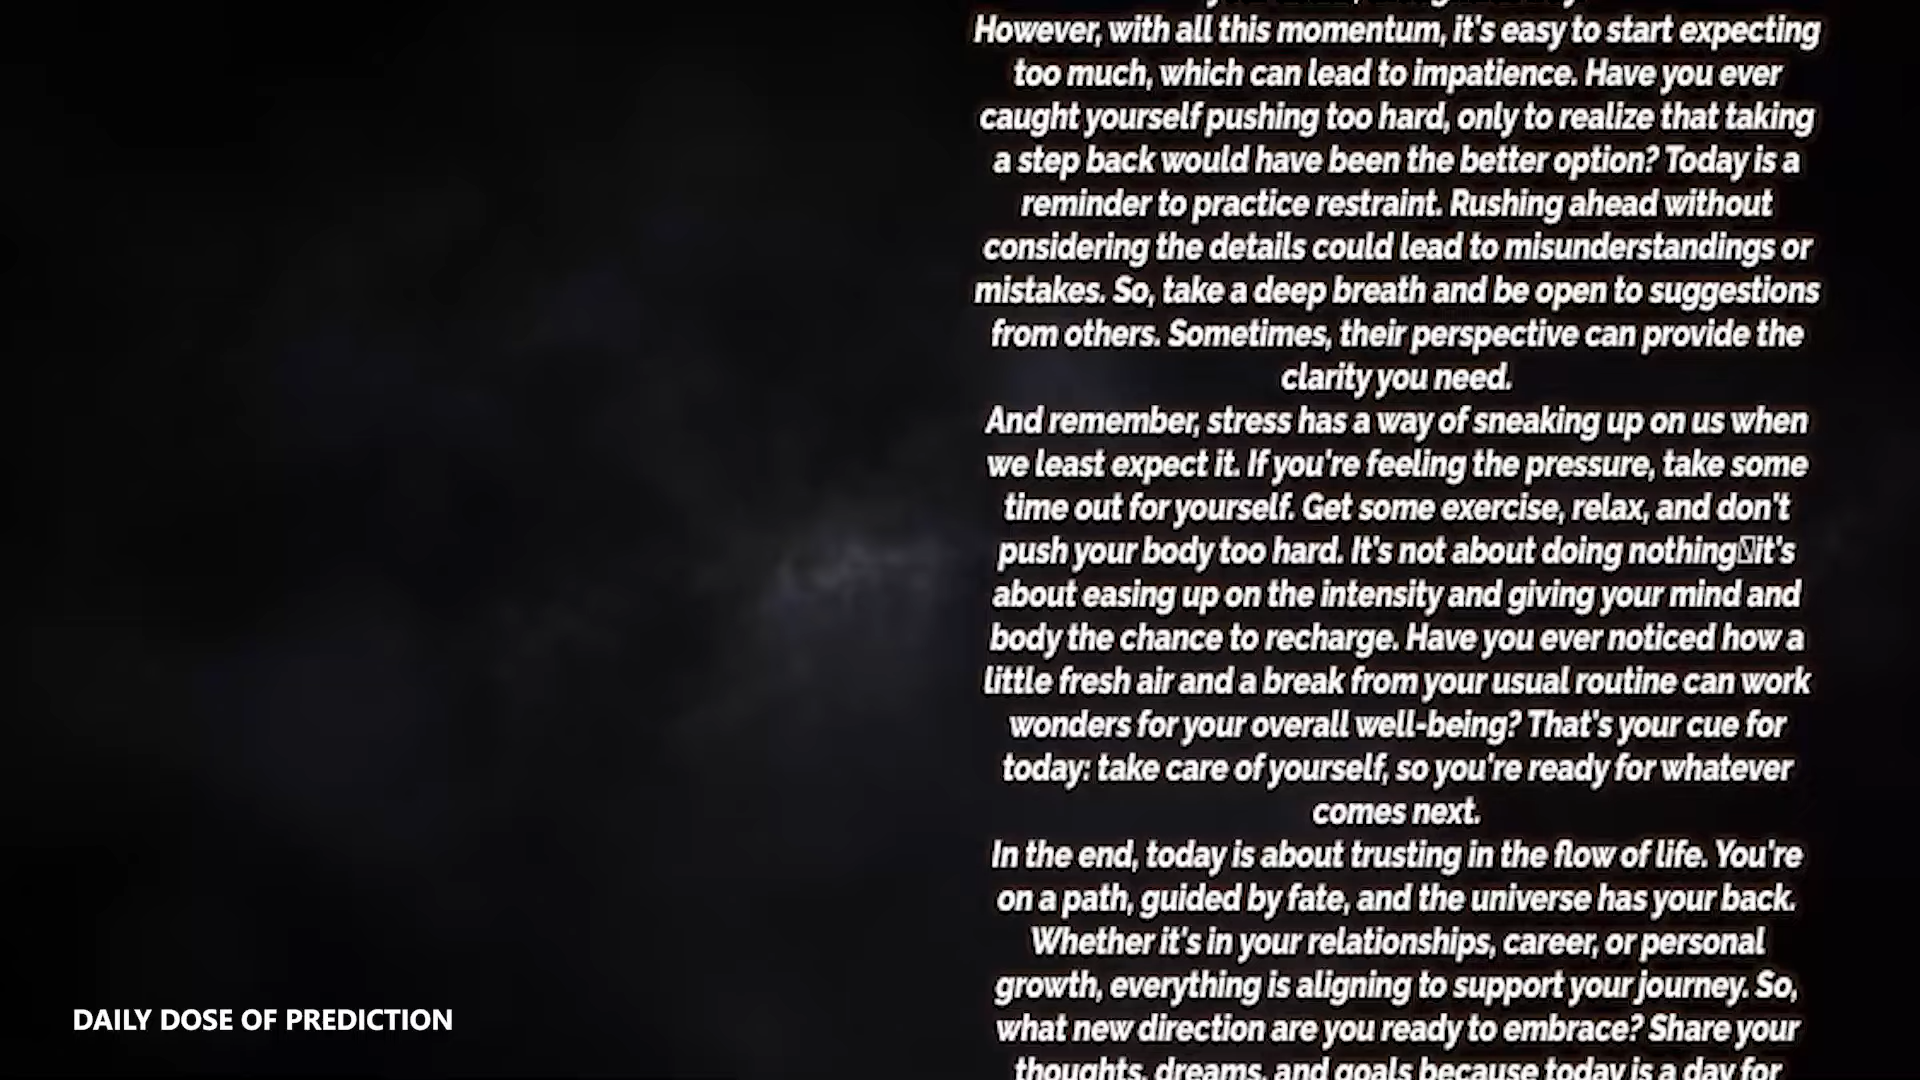 However, with all this momentum, it's easy to start expecting
too much, which can lead to impatience. Have you ever
caught yourself pushing too hard, only to realize that taking
a step back would have been the better option? Today is a
reminder to practice restraint. Rushing ahead without
considering the details could lead to misunderstandings or
mistakes. So, take a deep breath and be open to suggestions
from others. Sometimes, their perspective can provide the
clarity you need.
And remember, stress has a way of sneaking up on us when
we least expect it. If you're feeling the pressure, take some
time out for yourself. Get some exercise, relax, and don't
push your body too hard. It's not about doing nothing▯it's
about easing up on the intensity and giving your mind and
body the chance to recharge. Have you ever noticed how a
little fresh air and a break from your usual routine can work
wonders for your overall well-being? That's your cue for
today: take care of yourself, so you're ready for whatever
comes next.
In the end, today is about trusting in the flow of life. You're
on a path, guided by fate, and the universe has your back.
Whether it's in your relationships, career, or personal
growth, everything is aligning to support your journey. So,
what new direction are you ready to embrace? Share your
thoughts, dreams, and goals because today is a day for
DAILY DOSE OF PREDICTION